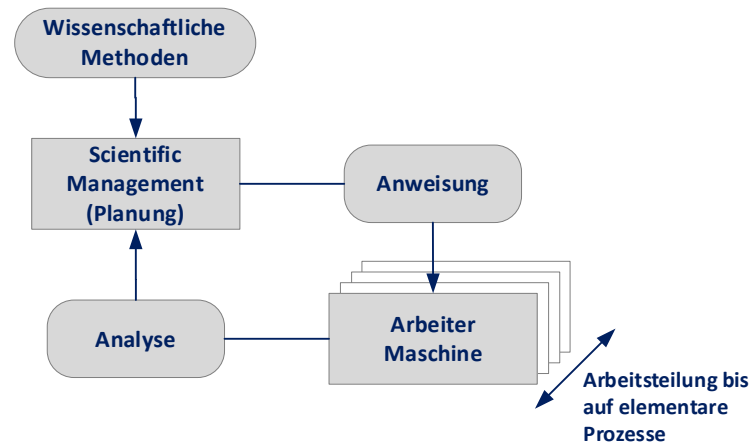 Wissenschaftliche
Methoden
Scientific
Management
(Planung)
Anweisung
Analyse
Arbeiter
Maschine
Arbeitsteilung bis
auf elementare
Prozesse